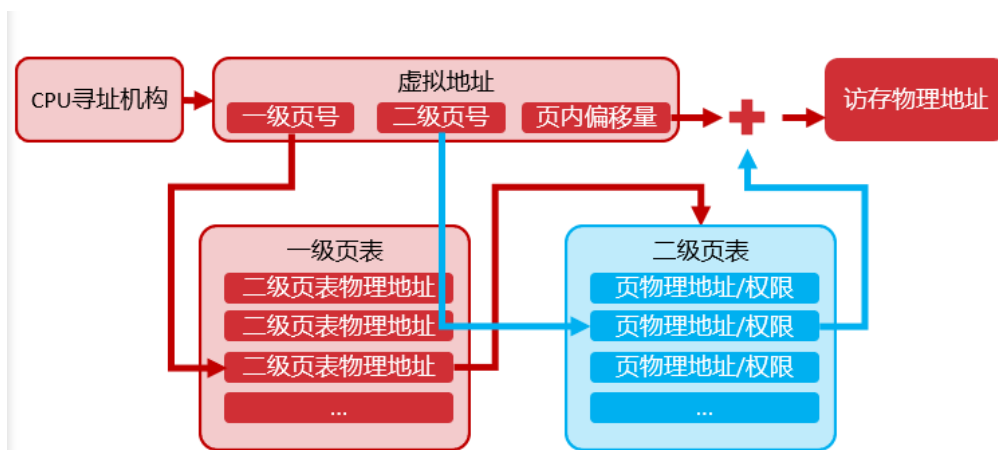 CPU寻址机构
虚拟地址
一级页号
二级页号
页内偏移量
访存物理地址
一级页表
二级页表物理地址
二级页表物理地址
二级页表物理地址
...
二级页表
页物理地址/权限
页物理地址/权限
页物理地址/权限
...